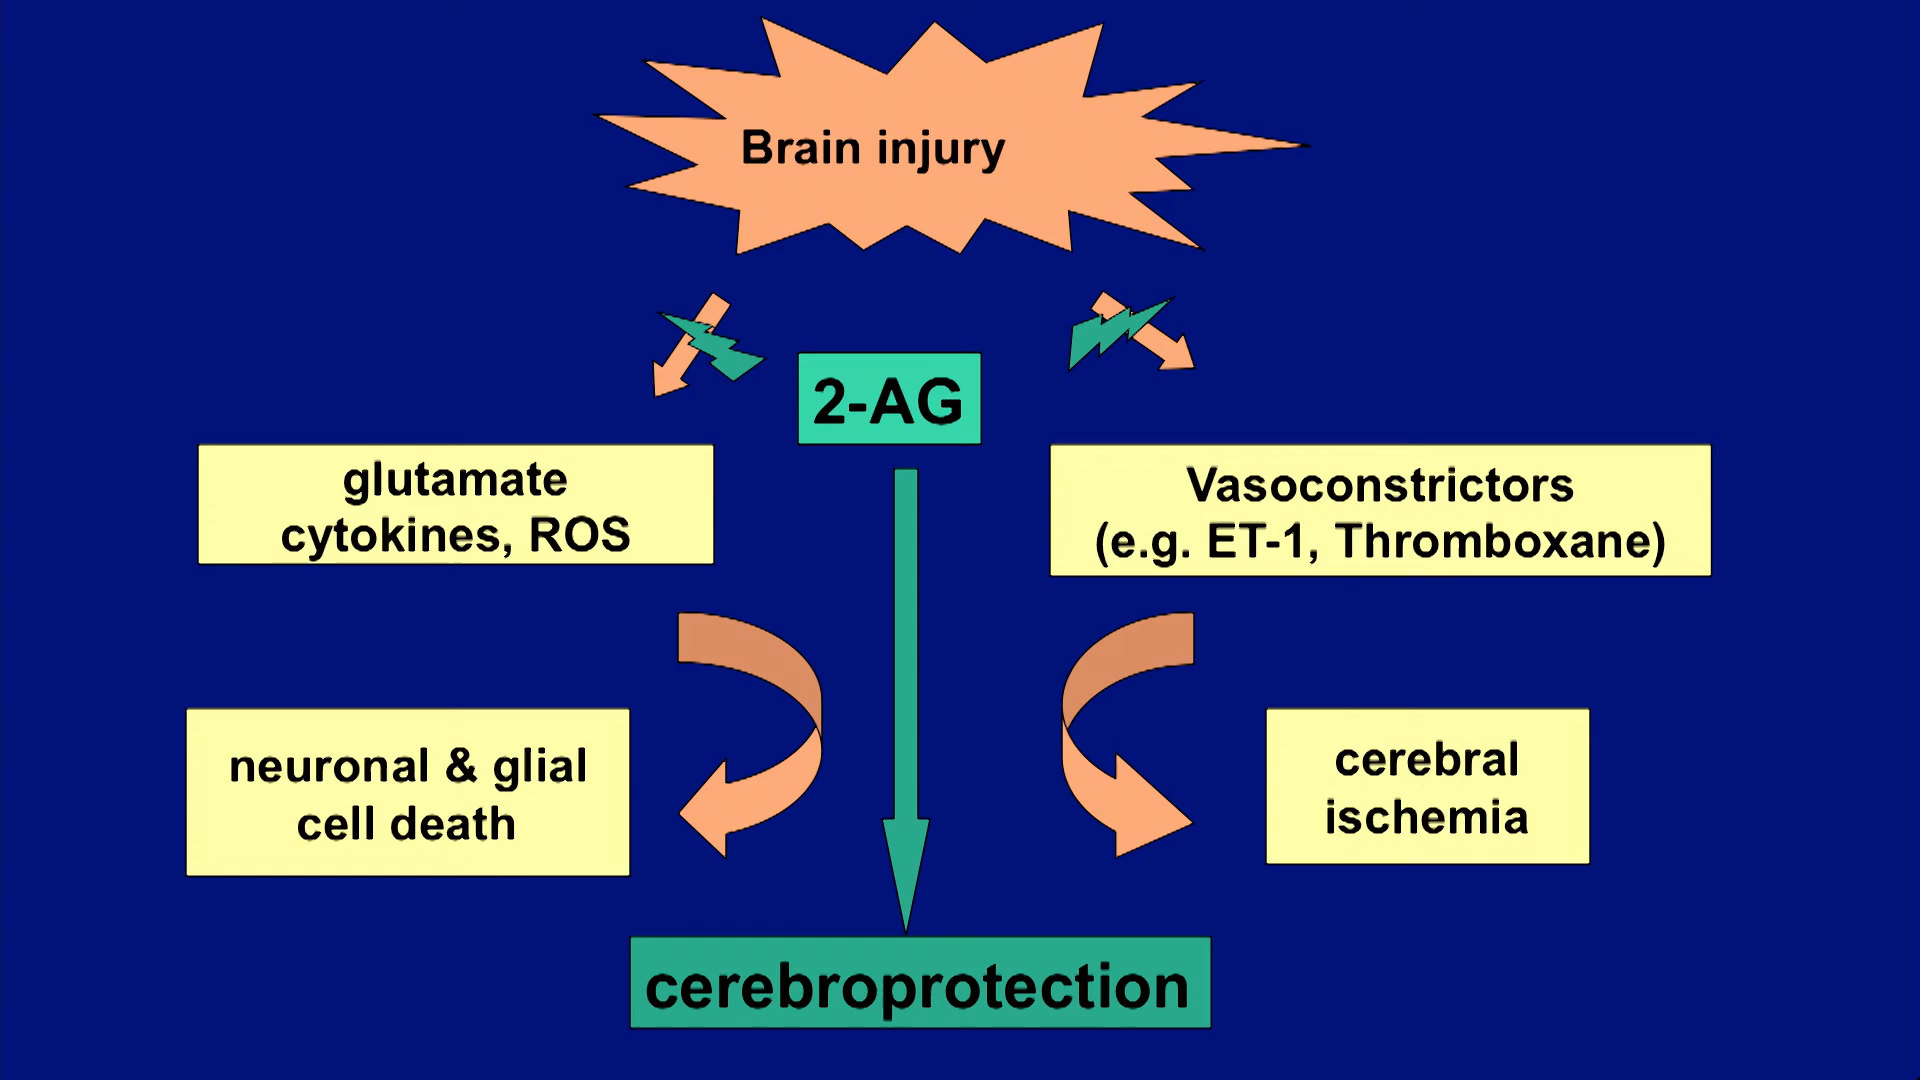 Brain injury
2-AG
glutamate
cytokines, ROS
Vasoconstrictors
(e.g. ET-1, Thromboxane)
neuronal & glial
cell death
cerebral
ischemia
cerebroprotection